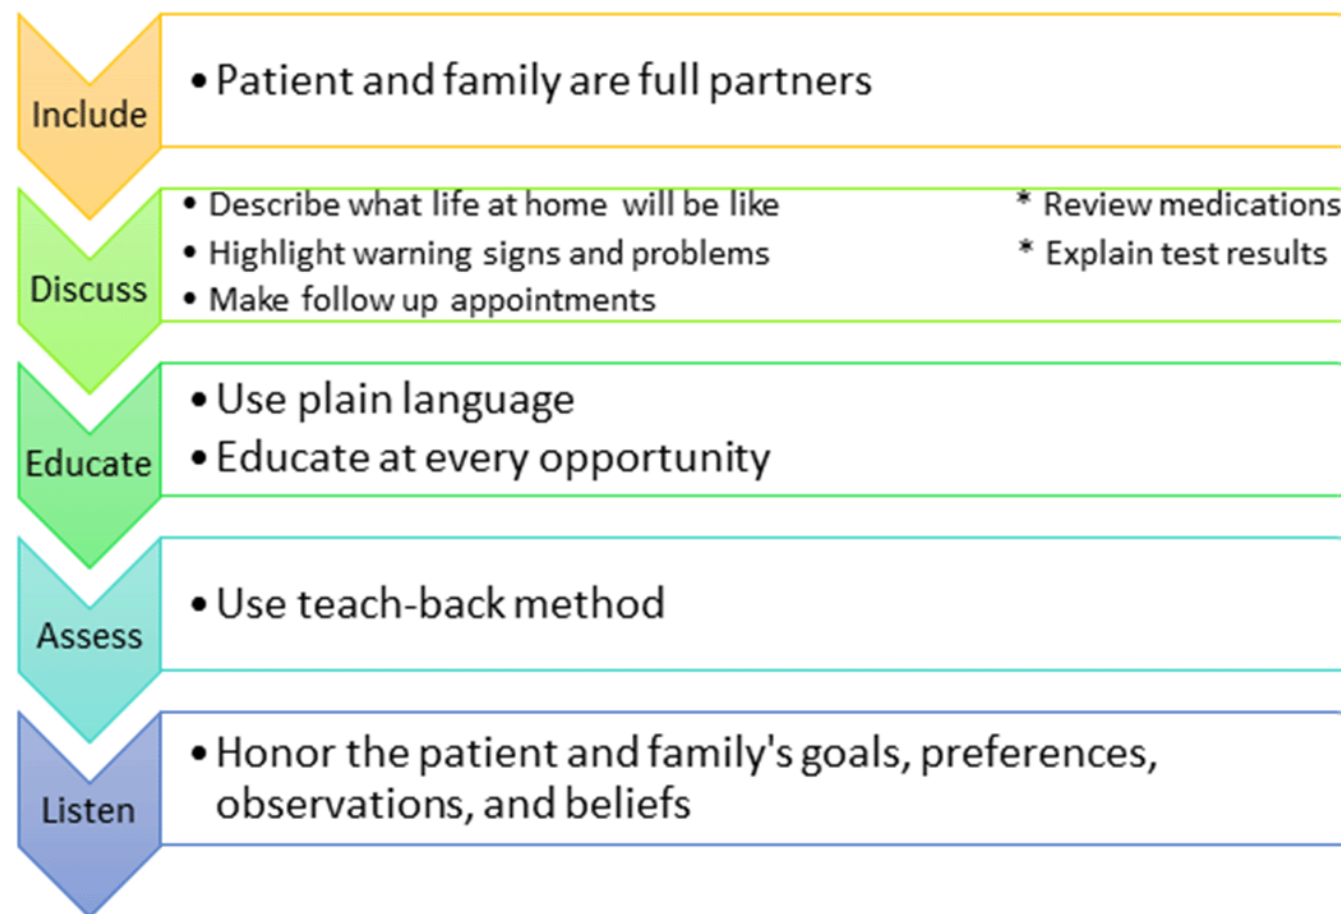 Include
• Patient and family are full partners
Discuss
• Describe what life at home will be like * Review medications
• Highlight warning signs and problems * Explain test results
• Make follow up appointments
Educate
• Use plain language
• Educate at every opportunity
Assess
• Use teach-back method
Listen
• Honor the patient and family's goals, preferences,
observations, and beliefs